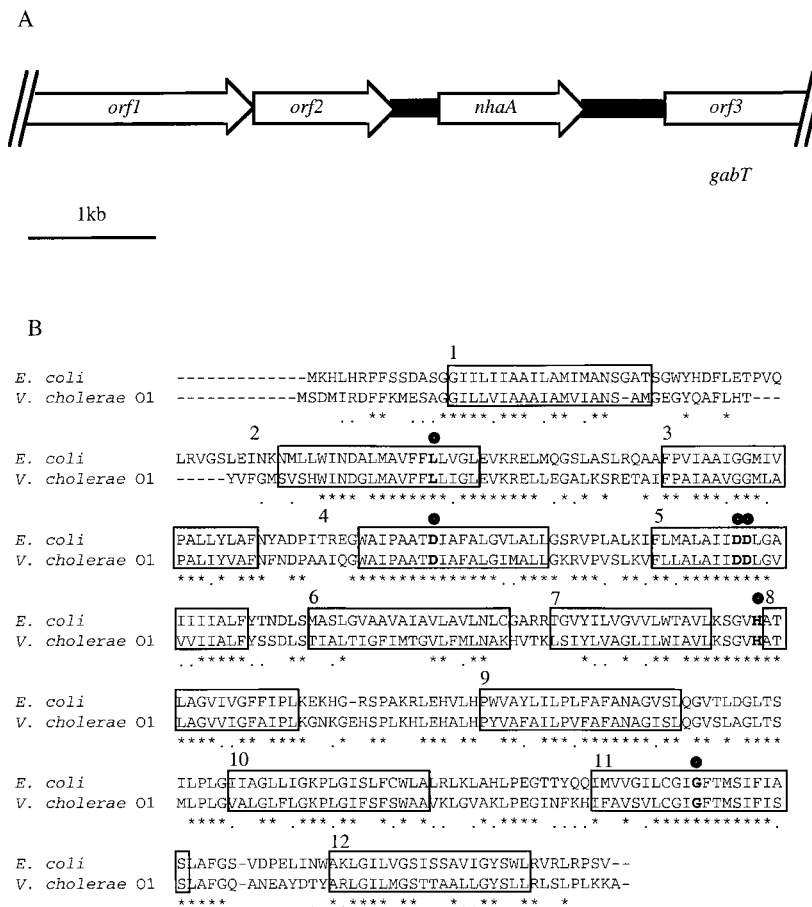 A
orf1 orf2 nhaA orf3
gabT
1kb
B
1
E. coli ------------MKHLHRFFSSDASGGIILIIAAILAMIMANSGATSGWYHDFLETPVQ
V. cholerae O1 ------------MSDMIRDFFKMESAGGILLVIAAAIAMVIANS-AMGEGYQAFLHT---
2 3
E. coli LRVGSLEINKNMLLWINDALMAVFFLLVGLEVKRELMQGSLASLRQAAFPVIAAIGGMIV
V. cholerae O1 -----YVFGMSVSHWINDGLMAVFFLLIGLEVKRELLEGALKSRETAIFPAIAAVGGMLA
4 5
E. coli PALLYLAFNYADPITREGWAIPAATDIAFALGVLALLGSRVPLALKIFLMALAIIDDLGA
V. cholerae O1 PALIYVAFNFNDPAAIQGWAIPAATDIAFALGIMALLGKRVPVSLKVFLLALAIIDDLGV
6 7 8
E. coli IIIIALFYTNDLSMASLGVAAVAIAVLAVLNLCGARRTGVYILVGVVLWTAVLKSGVHAT
V. cholerae O1 VVIIALFYSSDLSTIALTIGFIMTGVLFMLNAKHVTKLSIYLVAGLILWIAVLKSGVHAT
9
E. coli LAGVIVGFFIPLKEKHG-RSPAKRLEHVLHPWVAYLILPLFAFANAGVSLQGVTLDGLTS
V. cholerae O1 LAGVVIGFAIPLKGNKGEHSPLKHLEHALHPYVAFAILPVFAFANAGISLQGVSLAGLTS
10 11
E. coli ILPLGIIAGLLIGKPLGISLFCWLALRLKLAHLPEGTTYQQIMVVGILCGIGFTMSIFIA
V. cholerae O1 MLPLGVALGLFLGKPLGIFSFSWAAVKLGVAKLPEGINFKHIFAVSVLCGIGFTMSIFIS
12
E. coli SLAFGS-VDPELINWAKLGILVGSISSAVIGYSWLRVRLRPSV--
V. cholerae O1 SLAFGQ-ANEAYDTYARLGILMGSTTAALLGYSLLRLSLPLKKA-